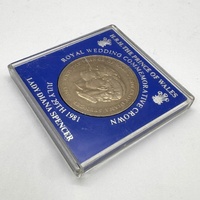 H.R.H. THE PRINCE OF WALES
ROYAL WEDDING COMMEMORATIVE CROWN
JULY 29TH 1981
LADY DIANA SPENCER